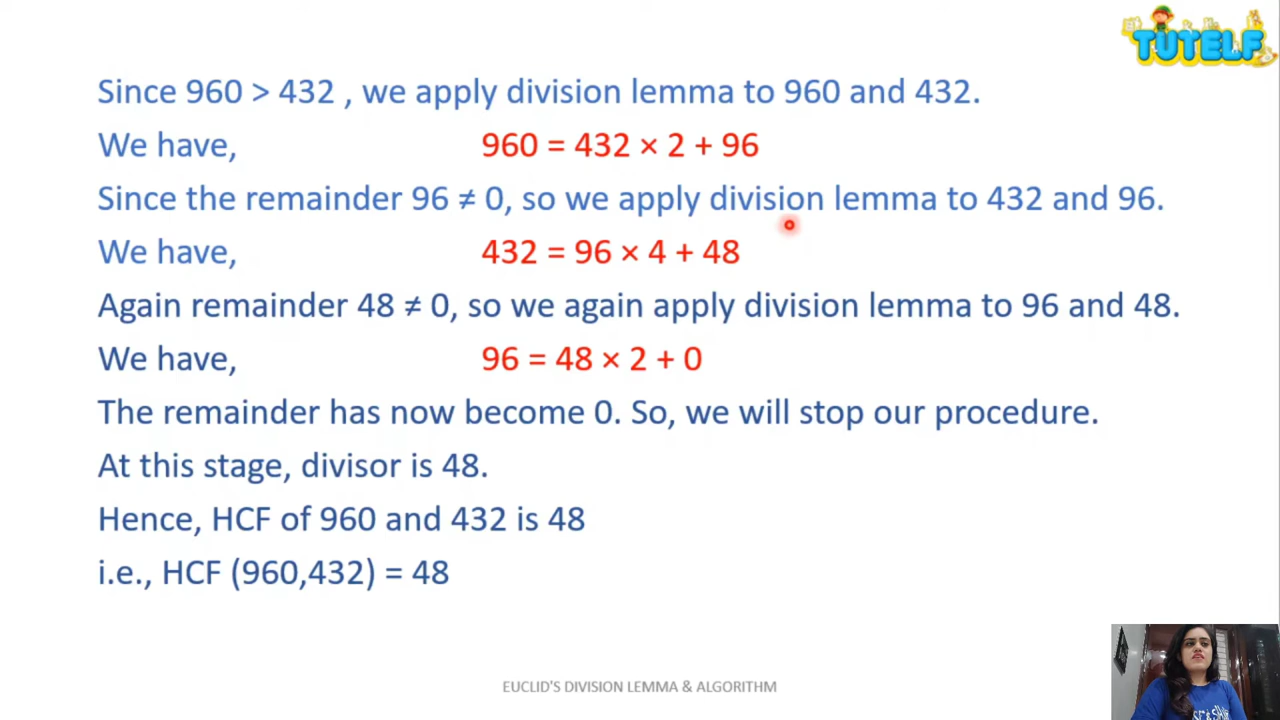 TUTELF
Since 960 > 432 , we apply division lemma to 960 and 432.
We have, 960 = 432 × 2 + 96
Since the remainder 96 ≠ 0, so we apply division lemma to 432 and 96.
We have, 432 = 96 × 4 + 48
Again remainder 48 ≠ 0, so we again apply division lemma to 96 and 48.
We have, 96 = 48 × 2 + 0
The remainder has now become 0. So, we will stop our procedure.
At this stage, divisor is 48.
Hence, HCF of 960 and 432 is 48
i.e., HCF (960,432) = 48
EUCLID'S DIVISION LEMMA & ALGORITHM